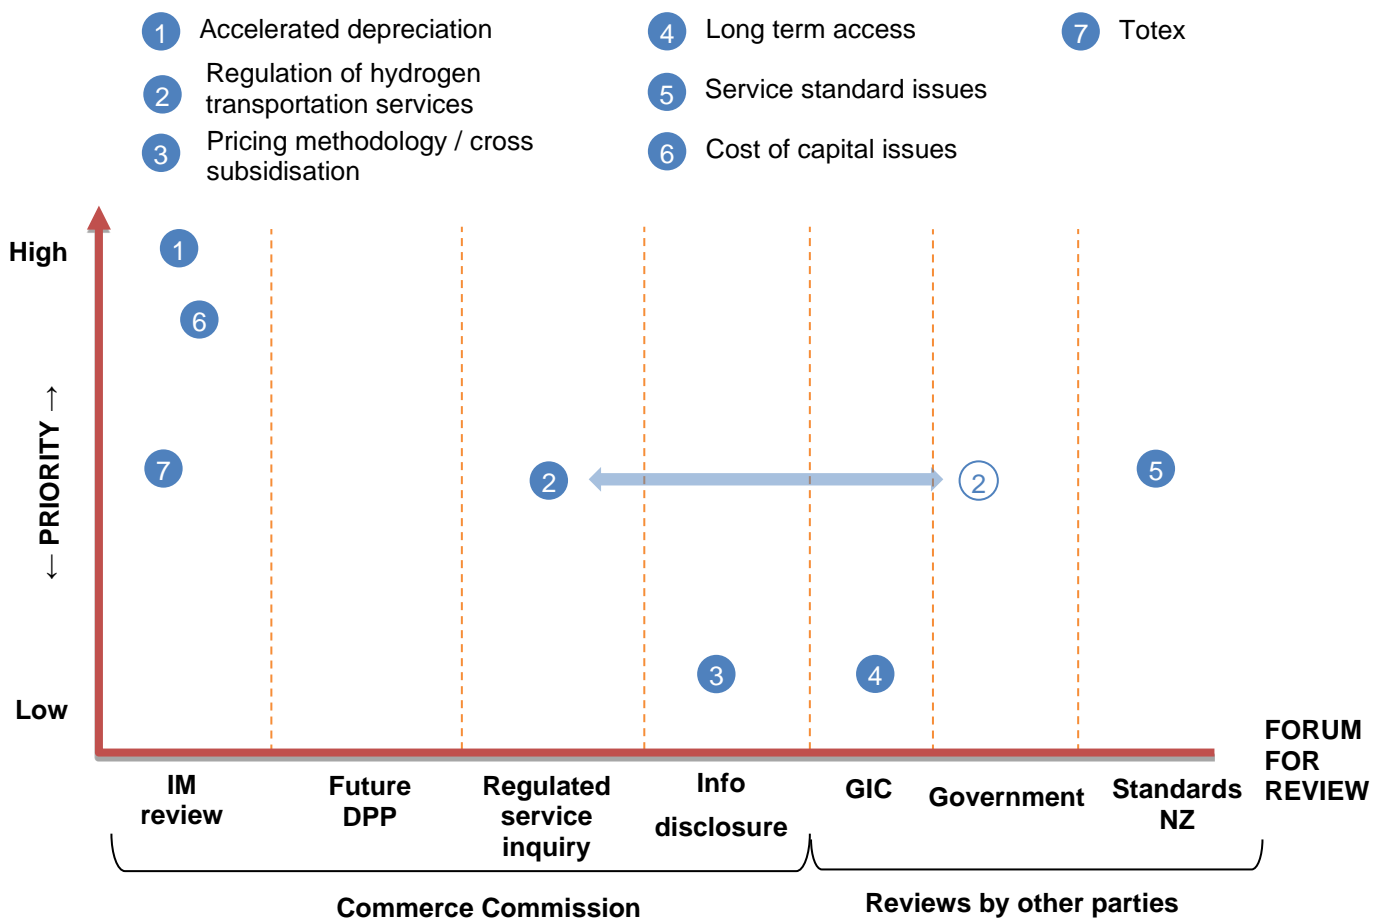 1 Accelerated depreciation
2 Regulation of hydrogen
transportation services
3 Pricing methodology / cross
subsidisation
4 Long term access
5 Service standard issues
6 Cost of capital issues
7 Totex
High
1
6
← PRIORITY →
7
2
2
5
3
4
Low
IM
review
Future
DPP
Regulated
service
inquiry
Info
disclosure
GIC
Government
Standards
NZ
FORUM
FOR
REVIEW
Commerce Commission
Reviews by other parties